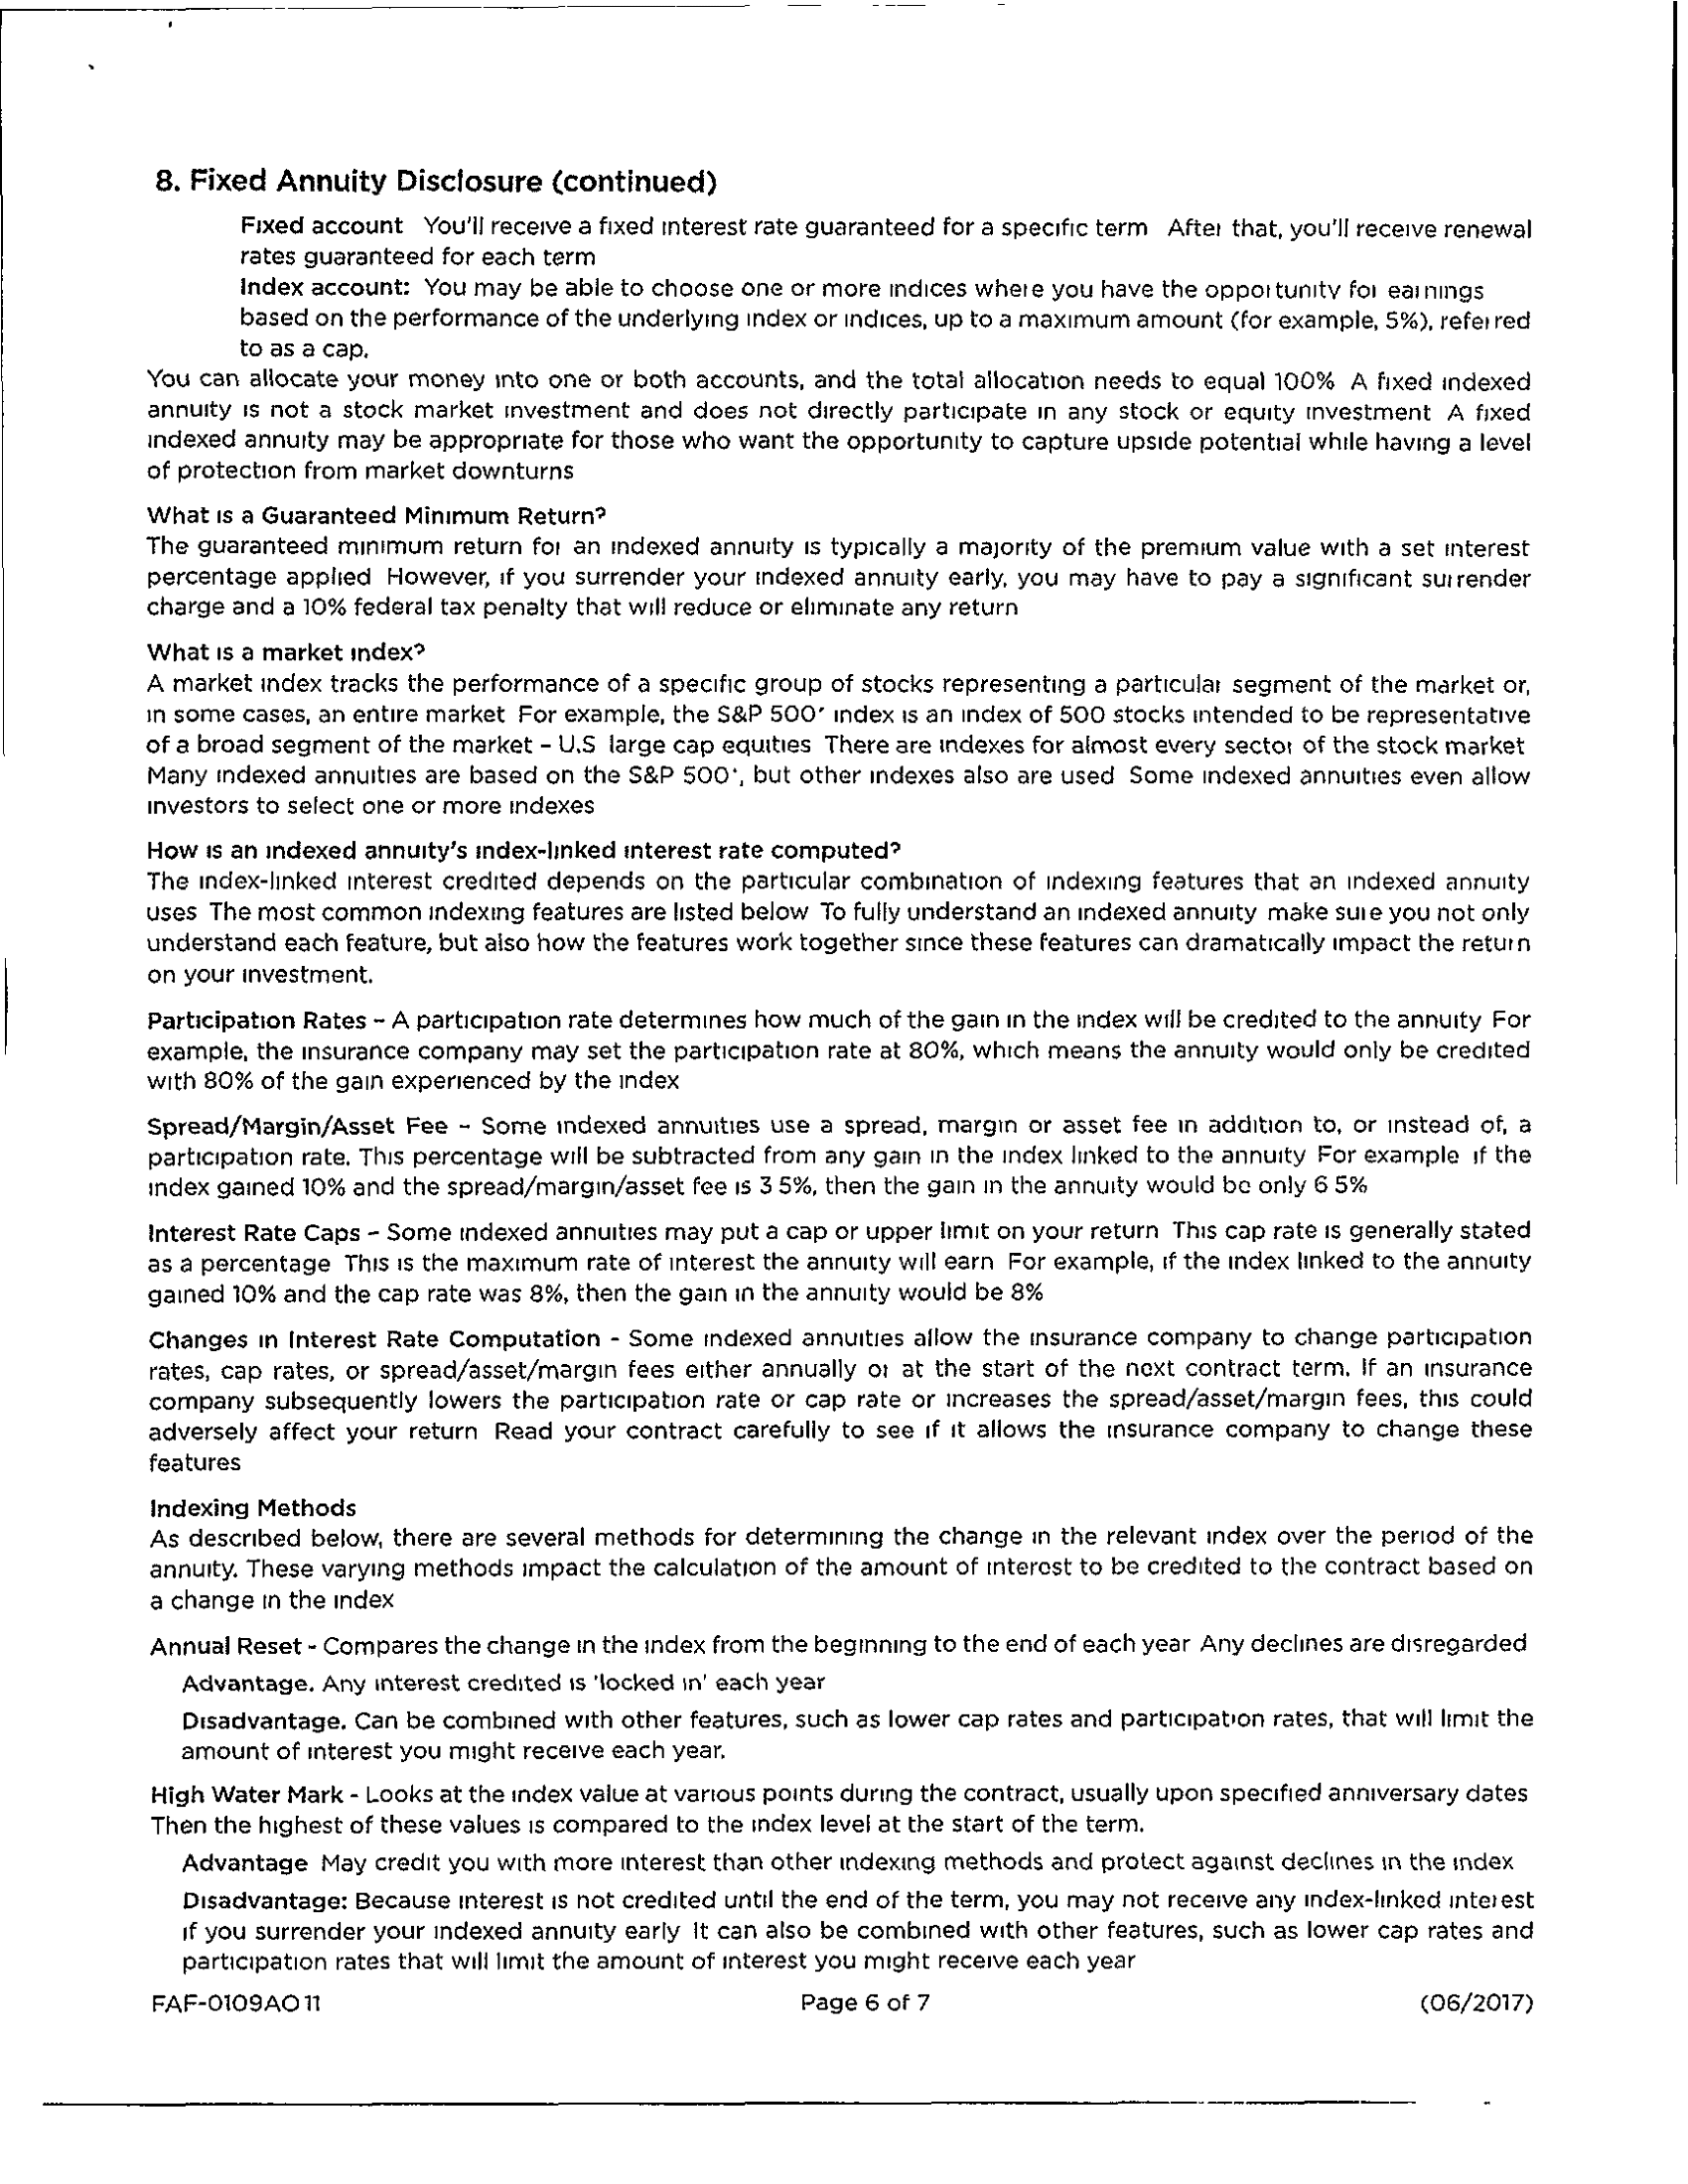 8. Fixed Annuity Disclosure (continued)
Fixed account You'll receive a fixed interest rate guaranteed for a specific term After that, you'll receive renewal
rates guaranteed for each term
Index account: You may be able to choose one or more indices where you have the opportunity for earnings
based on the performance of the underlying index or indices, up to a maximum amount (for example, 5%), referred
to as a cap.
You can allocate your money into one or both accounts, and the total allocation needs to equal 100% A fixed indexed
annuity is not a stock market investment and does not directly participate in any stock or equity investment A fixed
indexed annuity may be appropriate for those who want the opportunity to capture upside potential while having a level
of protection from market downturns
What is a Guaranteed Minimum Return?
The guaranteed minimum return for an indexed annuity is typically a majority of the premium value with a set interest
percentage applied However, if you surrender your indexed annuity early, you may have to pay a significant surrender
charge and a 10% federal tax penalty that will reduce or eliminate any return
What is a market index?
A market index tracks the performance of a specific group of stocks representing a particular segment of the market or,
in some cases, an entire market For example, the S&P 500' index is an index of 500 stocks intended to be representative
of a broad segment of the market – U.S large cap equities There are indexes for almost every sector of the stock market
Many indexed annuities are based on the S&P 500', but other indexes also are used Some indexed annuities even allow
investors to select one or more indexes
How is an indexed annuity's index-linked interest rate computed?
The index-linked interest credited depends on the particular combination of indexing features that an indexed annuity
uses The most common indexing features are listed below To fully understand an indexed annuity make sure you not only
understand each feature, but also how the features work together since these features can dramatically impact the return
on your investment.
Participation Rates – A participation rate determines how much of the gain in the index will be credited to the annuity For
example, the insurance company may set the participation rate at 80%, which means the annuity would only be credited
with 80% of the gain experienced by the index
Spread/Margin/Asset Fee – Some indexed annuities use a spread, margin or asset fee in addition to, or instead of, a
participation rate. This percentage will be subtracted from any gain in the index linked to the annuity For example if the
index gained 10% and the spread/margin/asset fee is 3 5%, then the gain in the annuity would be only 6 5%
Interest Rate Caps – Some indexed annuities may put a cap or upper limit on your return This cap rate is generally stated
as a percentage This is the maximum rate of interest the annuity will earn For example, if the index linked to the annuity
gained 10% and the cap rate was 8%, then the gain in the annuity would be 8%
Changes in Interest Rate Computation - Some indexed annuities allow the insurance company to change participation
rates, cap rates, or spread/asset/margin fees either annually or at the start of the next contract term. If an insurance
company subsequently lowers the participation rate or cap rate or increases the spread/asset/margin fees, this could
adversely affect your return Read your contract carefully to see if it allows the insurance company to change these
features
Indexing Methods
As described below, there are several methods for determining the change in the relevant index over the period of the
annuity. These varying methods impact the calculation of the amount of interest to be credited to the contract based on
a change in the index
Annual Reset - Compares the change in the index from the beginning to the end of each year Any declines are disregarded
Advantage. Any interest credited is 'locked in' each year
Disadvantage. Can be combined with other features, such as lower cap rates and participation rates, that will limit the
amount of interest you might receive each year.
High Water Mark - Looks at the index value at various points during the contract, usually upon specified anniversary dates
Then the highest of these values is compared to the index level at the start of the term.
Advantage May credit you with more interest than other indexing methods and protect against declines in the index
Disadvantage: Because interest is not credited until the end of the term, you may not receive any index-linked interest
if you surrender your indexed annuity early It can also be combined with other features, such as lower cap rates and
participation rates that will limit the amount of interest you might receive each year
FAF-0109AO 11 Page 6 of 7 (06/2017)